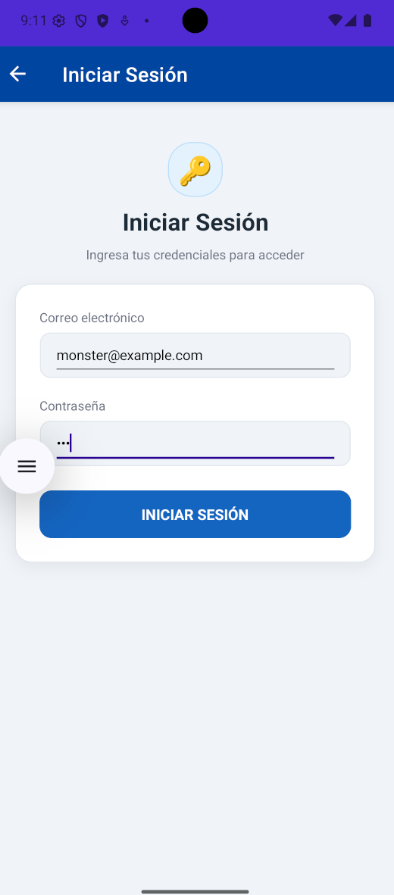 9:11
Iniciar Sesión
Iniciar Sesión
Ingresa tus credenciales para acceder
Correo electrónico
monster@example.com
Contraseña
•••
INICIAR SESIÓN